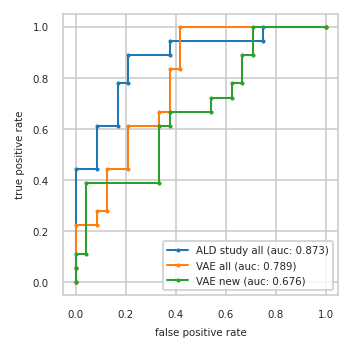 1.0
0.8
0.6
0.4
0.2
0.0
true positive rate
ALD study all (auc: 0.873)
VAE all (auc: 0.789)
VAE new (auc: 0.676)
0.0 0.2 0.4 0.6 0.8 1.0
false positive rate